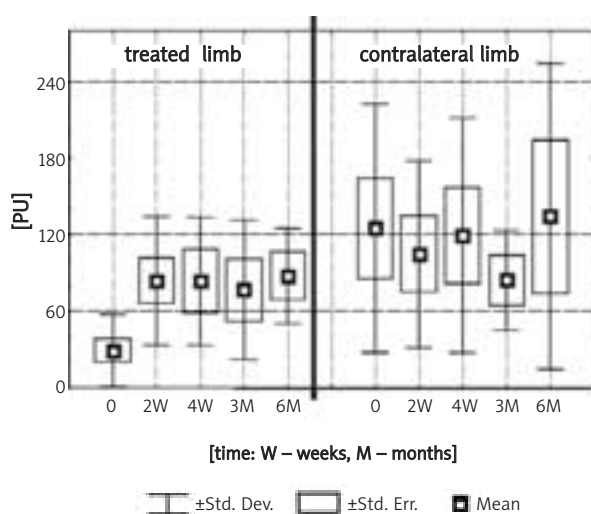 treated limb
contralateral limb
[PU]
240
180
120
60
0
0 2W 4W 3M 6M
0 2W 4W 3M 6M
[time: W – weeks, M – months]
±Std. Dev. ±Std. Err. Mean